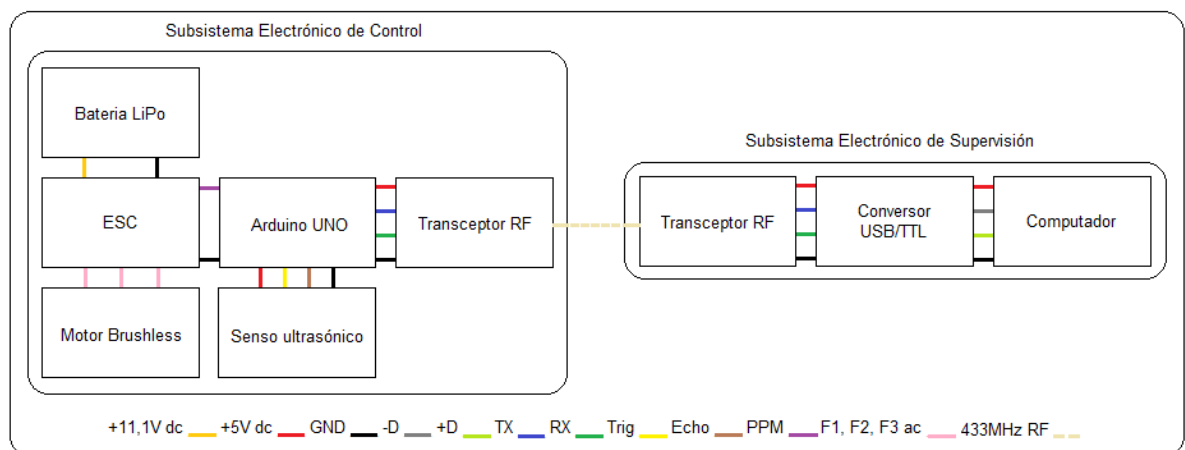 Subsistema Electrónico de Control
Bateria LiPo
Subsistema Electrónico de Supervisión
ESC
Arduino UNO
Transceptor RF
Transceptor RF
Conversor
USB/TTL
Computador
Motor Brushless
Senso ultrasónico
+11,1V dc +5V dc GND -D +D TX RX Trig Echo PPM F1, F2, F3 ac 433MHz RF